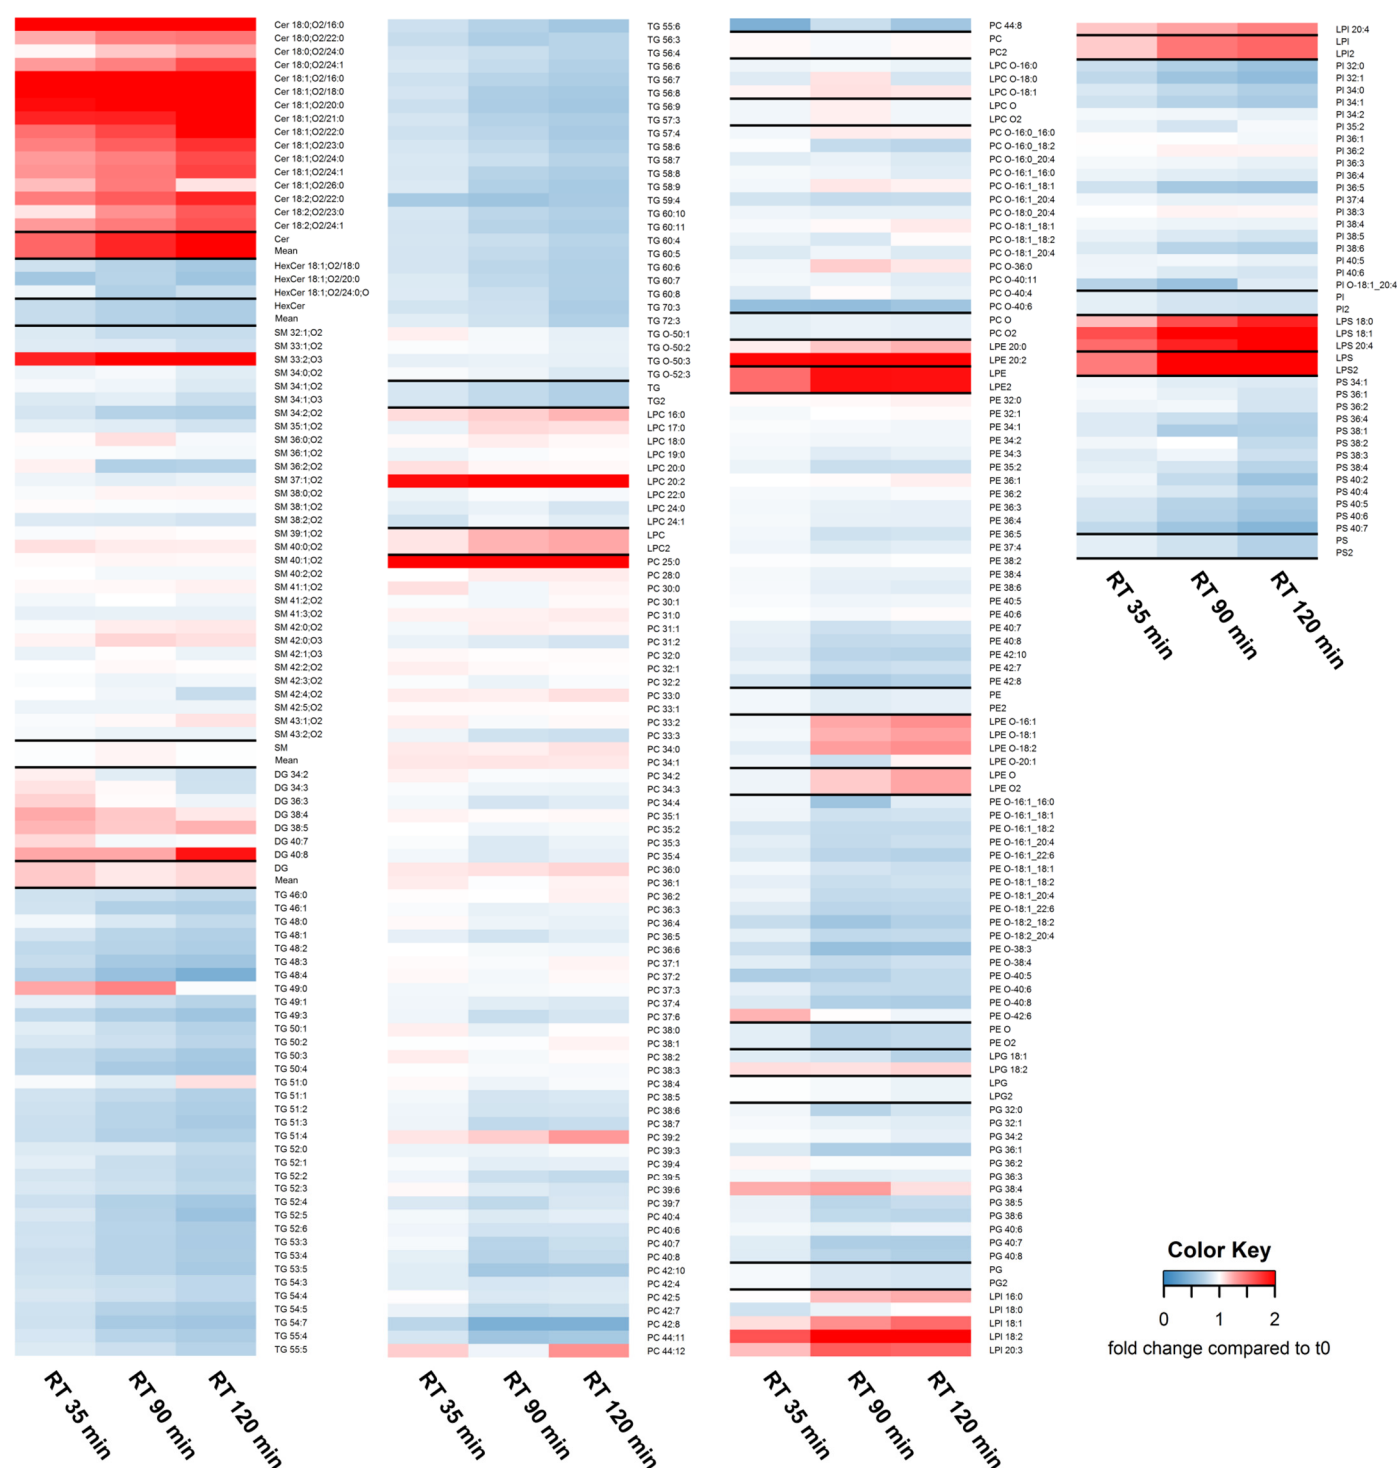 Cer 18:0;O2/16:0
Cer 18:0;O2/22:0
Cer 18:0;O2/24:0
Cer 18:0;O2/24:1
Cer 18:1;O2/16:0
Cer 18:1;O2/18:0
Cer 18:1;O2/20:0
Cer 18:1;O2/21:0
Cer 18:1;O2/22:0
Cer 18:1;O2/23:0
Cer 18:1;O2/24:0
Cer 18:1;O2/24:1
Cer 18:1;O2/26:0
Cer 18:2;O2/22:0
Cer 18:2;O2/23:0
Cer 18:2;O2/24:1
Cer
Mean
HexCer 18:1;O2/18:0
HexCer 18:1;O2/20:0
HexCer 18:1;O2/24:0;O
HexCer
Mean
SM 32:1;O2
SM 33:1;O2
SM 33:2;O3
SM 34:0;O2
SM 34:1;O2
SM 34:1;O3
SM 34:2;O2
SM 35:1;O2
SM 36:0;O2
SM 36:1;O2
SM 36:2;O2
SM 37:1;O2
SM 38:0;O2
SM 38:1;O2
SM 38:2;O2
SM 39:1;O2
SM 40:0;O2
SM 40:1;O2
SM 40:2;O2
SM 41:1;O2
SM 41:2;O2
SM 41:3;O2
SM 42:0;O2
SM 42:0;O3
SM 42:1;O3
SM 42:2;O2
SM 42:3;O2
SM 42:4;O2
SM 42:5;O2
SM 43:1;O2
SM 43:2;O2
SM
Mean
DG 34:2
DG 34:3
DG 36:3
DG 38:4
DG 38:5
DG 40:7
DG 40:8
DG
Mean
TG 46:0
TG 46:1
TG 48:0
TG 48:1
TG 48:2
TG 48:3
TG 48:4
TG 49:0
TG 49:1
TG 49:3
TG 50:1
TG 50:2
TG 50:3
TG 50:4
TG 51:0
TG 51:1
TG 51:2
TG 51:3
TG 51:4
TG 52:0
TG 52:1
TG 52:2
TG 52:3
TG 52:4
TG 52:5
TG 52:6
TG 53:3
TG 53:4
TG 53:5
TG 54:3
TG 54:4
TG 54:5
TG 54:7
TG 55:4
TG 55:5
RT 35 min
RT 90 min
RT 120 min
TG 55:6
TG 56:3
TG 56:4
TG 56:6
TG 56:7
TG 56:8
TG 56:9
TG 57:3
TG 57:4
TG 58:6
TG 58:7
TG 58:8
TG 58:9
TG 59:4
TG 60:10
TG 60:11
TG 60:4
TG 60:5
TG 60:6
TG 60:7
TG 60:8
TG 70:3
TG 72:3
TG O-50:1
TG O-50:2
TG O-50:3
TG O-52:3
TG
TG2
LPC 16:0
LPC 17:0
LPC 18:0
LPC 19:0
LPC 20:0
LPC 20:2
LPC 22:0
LPC 24:0
LPC 24:1
LPC
LPC2
PC 25:0
PC 28:0
PC 30:0
PC 30:1
PC 31:0
PC 31:1
PC 31:2
PC 32:0
PC 32:1
PC 32:2
PC 33:0
PC 33:1
PC 33:2
PC 33:3
PC 34:0
PC 34:1
PC 34:2
PC 34:3
PC 34:4
PC 35:1
PC 35:2
PC 35:3
PC 35:4
PC 36:0
PC 36:1
PC 36:2
PC 36:3
PC 36:4
PC 36:5
PC 36:6
PC 37:1
PC 37:2
PC 37:3
PC 37:4
PC 37:6
PC 38:0
PC 38:1
PC 38:2
PC 38:3
PC 38:4
PC 38:5
PC 38:6
PC 38:7
PC 39:2
PC 39:3
PC 39:4
PC 39:5
PC 39:6
PC 39:7
PC 40:4
PC 40:6
PC 40:7
PC 40:8
PC 42:10
PC 42:4
PC 42:5
PC 42:7
PC 42:8
PC 44:11
PC 44:12
RT 35 min
RT 90 min
RT 120 min
PC 44:8
PC
PC2
LPC O-16:0
LPC O-18:0
LPC O-18:1
LPC O
LPC O2
PC O-16:0_16:0
PC O-16:0_18:2
PC O-16:0_20:4
PC O-16:1_16:0
PC O-16:1_18:1
PC O-16:1_20:4
PC O-18:0_20:4
PC O-18:1_18:1
PC O-18:1_18:2
PC O-18:1_20:4
PC O-36:0
PC O-40:11
PC O-40:4
PC O-40:6
PC O
PC O2
LPE 20:0
LPE 20:2
LPE
LPE2
PE 32:0
PE 32:1
PE 34:1
PE 34:2
PE 34:3
PE 35:2
PE 36:1
PE 36:2
PE 36:3
PE 36:4
PE 36:5
PE 37:4
PE 38:2
PE 38:4
PE 38:6
PE 40:5
PE 40:6
PE 40:7
PE 40:8
PE 42:10
PE 42:7
PE 42:8
PE
PE2
LPE O-16:1
LPE O-18:1
LPE O-18:2
LPE O-20:1
LPE O
LPE O2
PE O-16:1_16:0
PE O-16:1_18:1
PE O-16:1_18:2
PE O-16:1_20:4
PE O-16:1_22:6
PE O-18:1_18:1
PE O-18:1_18:2
PE O-18:1_20:4
PE O-18:1_22:6
PE O-18:2_18:2
PE O-18:2_20:4
PE O-38:3
PE O-38:4
PE O-40:5
PE O-40:6
PE O-40:8
PE O-42:6
PE O
PE O2
LPG 18:1
LPG 18:2
LPG
LPG2
PG 32:0
PG 32:1
PG 34:2
PG 36:1
PG 36:2
PG 36:3
PG 38:4
PG 38:5
PG 38:6
PG 40:6
PG 40:7
PG 40:8
PG
PG2
LPI 16:0
LPI 18:0
LPI 18:1
LPI 18:2
LPI 20:3
RT 35 min
RT 90 min
RT 120 min
LPI 20:4
LPI
LPI2
PI 32:0
PI 32:1
PI 34:0
PI 34:1
PI 34:2
PI 35:2
PI 36:1
PI 36:2
PI 36:3
PI 36:4
PI 36:5
PI 37:4
PI 38:3
PI 38:4
PI 38:5
PI 38:6
PI 40:5
PI 40:6
PI O-18:1_20:4
PI
PI2
LPS 18:0
LPS 18:1
LPS 20:4
LPS
LPS2
PS 34:1
PS 36:1
PS 36:2
PS 36:4
PS 38:1
PS 38:2
PS 38:3
PS 38:4
PS 40:2
PS 40:4
PS 40:5
PS 40:6
PS 40:7
PS
PS2
RT 35 min
RT 90 min
RT 120 min
Color Key
0 1 2
fold change compared to t0